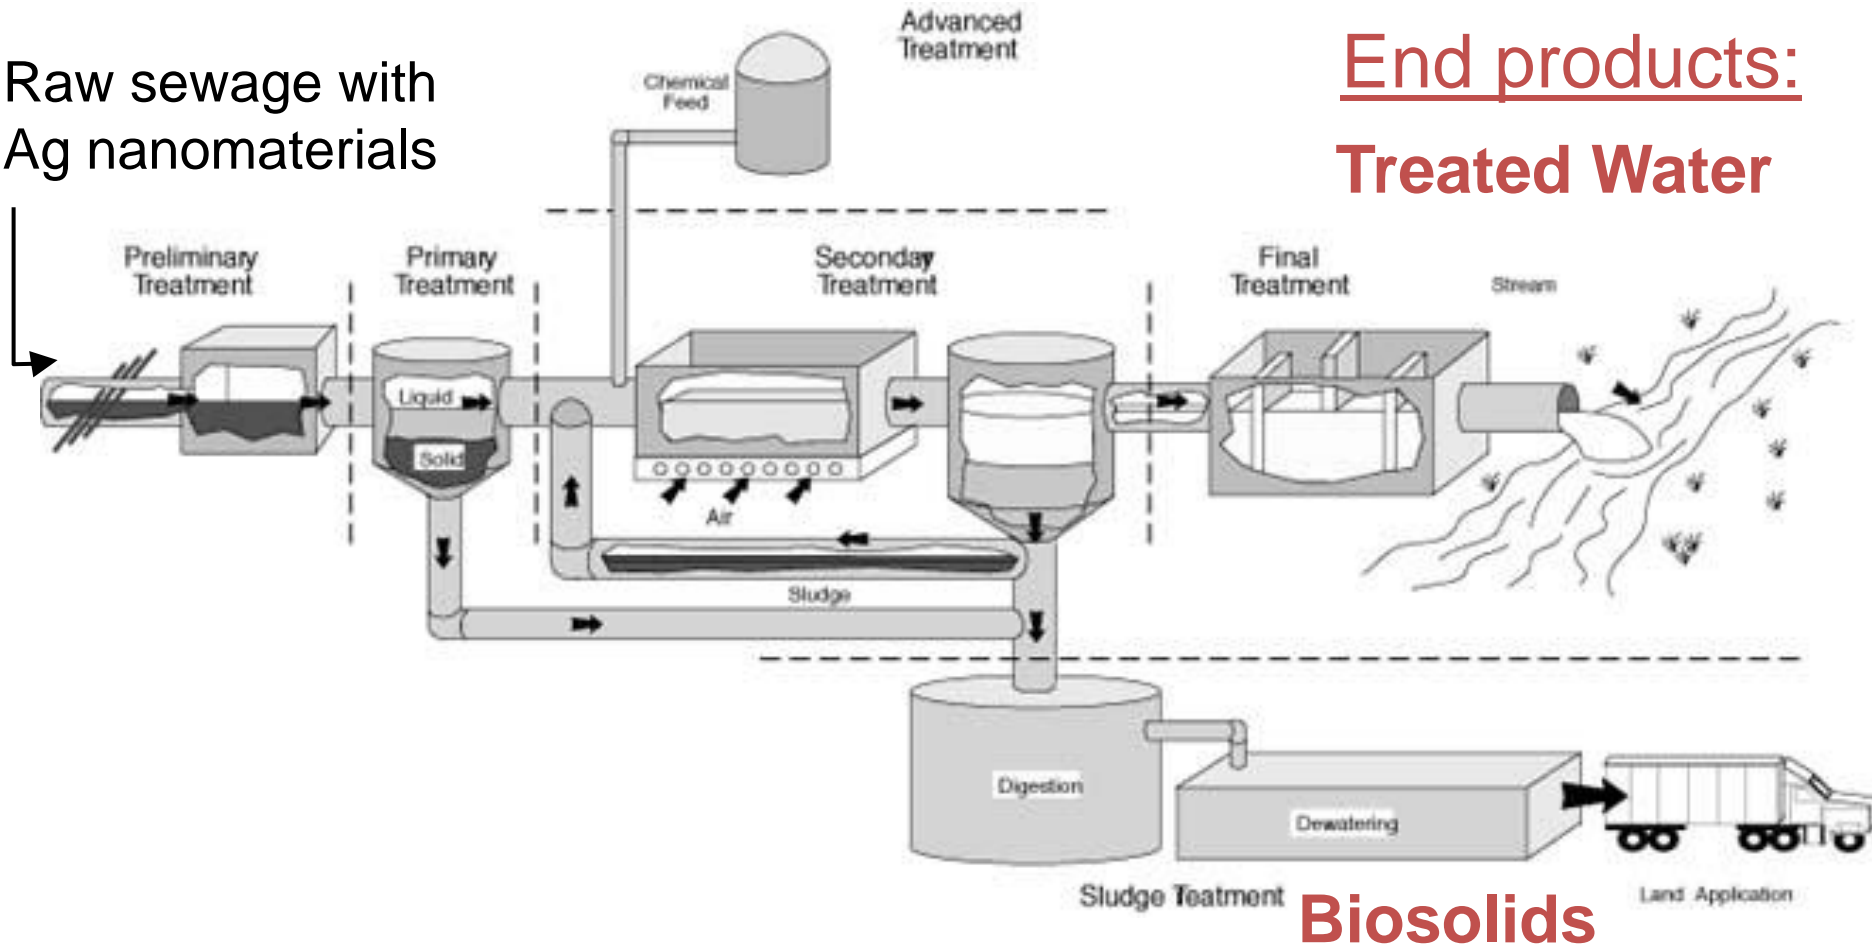 Raw sewage with
Ag nanomaterials
Advanced
Treatment
Chemical
Feed
End products:
Treated Water
Preliminary
Treatment
Primary
Treatment
Seconday
Treatment
Final
Treatment
Stream
Liquid
Solid
Air
Sludge
Digestion
Dewatering
Sludge Teatment
Biosolids
Land Application